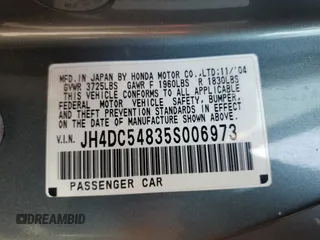 MFD. IN JAPAN BY HONDA MOTOR CO.,LTD:11/'04
GVWR 3725LBS GAWR F 1960LBS R 1830LBS
THIS VEHICLE CONFORMS TO ALL APPLICABLE
FEDERAL MOTOR VEHICLE SAFETY, BUMPER,
AND THEFT PREVENTION STANDARDS IN EFFECT
ON THE DATE OF MANUFACTURE SHOWN ABOVE.
V.I.N. JH4DC54835S006973
PASSENGER CAR
DREAMBID